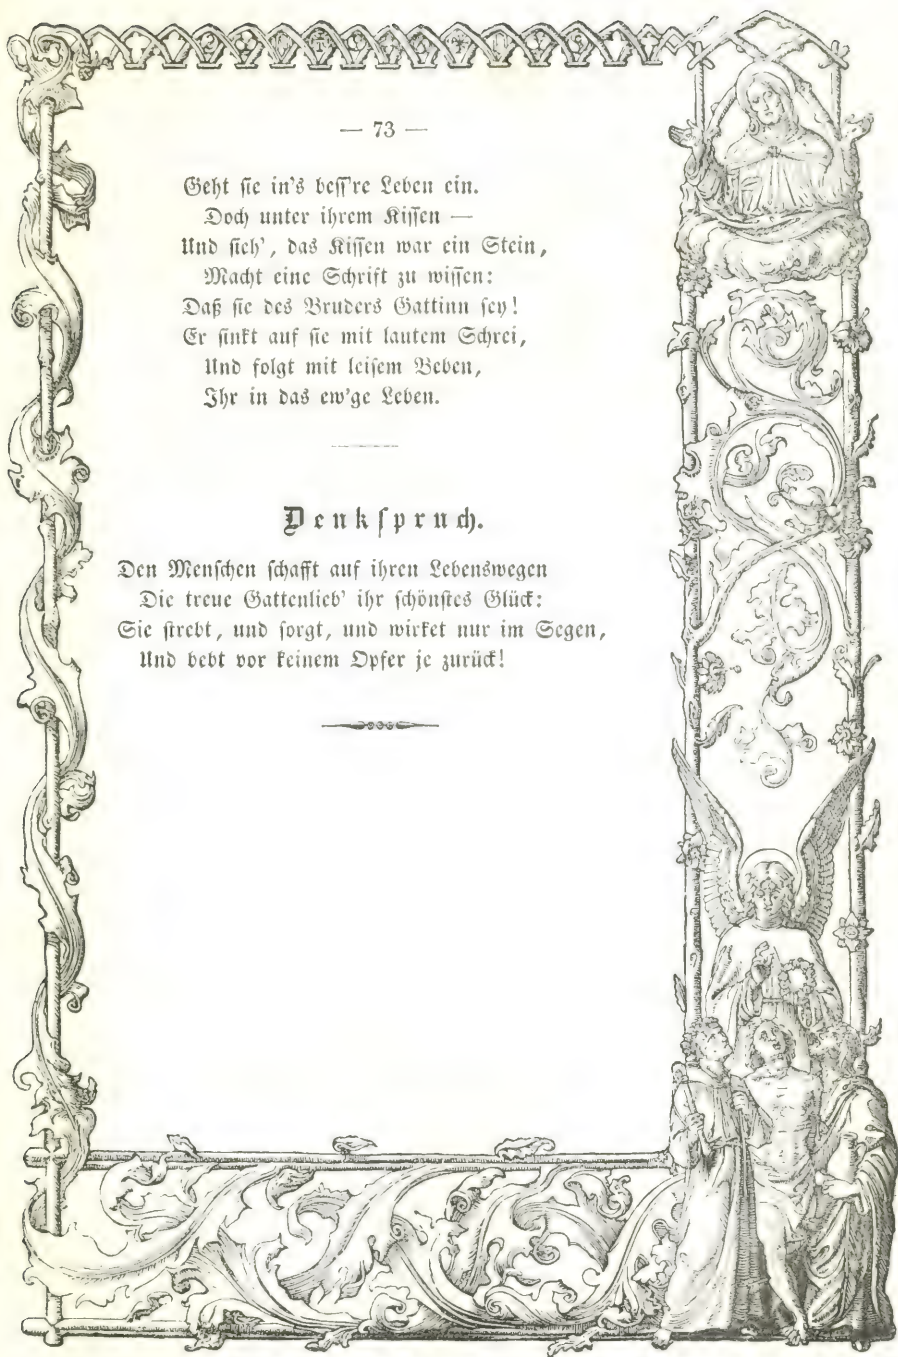 — 73 —
Geht sie in's bess're Leben ein.
Doch unter ihrem Kissen —
Und sieh', das Kissen war ein Stein,
Macht eine Schrift zu wissen:
Daß sie des Bruders Gattinn sey!
Er sinkt auf sie mit lautem Schrei,
Und folgt mit leisem Beben,
Ihr in das ew'ge Leben.
Denkspruch.
Den Menschen schafft auf ihren Lebenswegen
Die treue Gattenlieb' ihr schönstes Glück:
Sie strebt, und sorgt, und wirket nur im Segen,
Und bebt vor keinem Opfer je zurück!